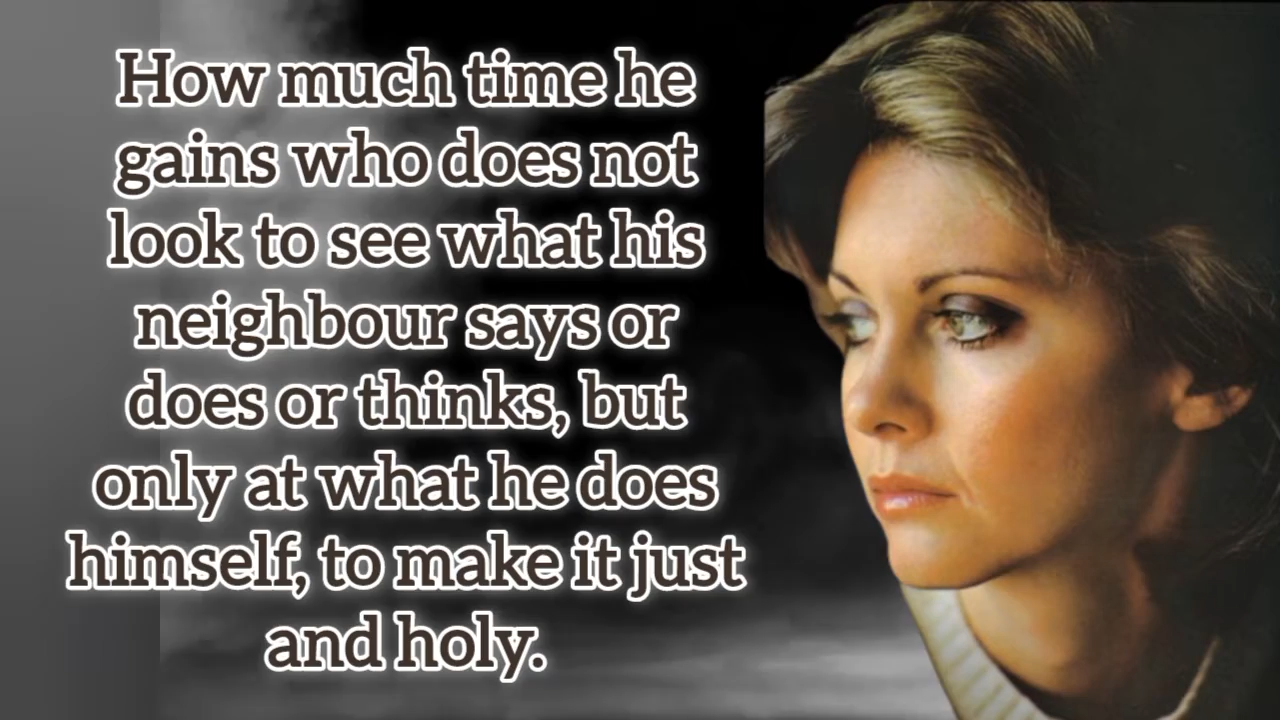 How much time he
gains who does not
look to see what his
neighbour says or
does or thinks, but
only at what he does
himself, to make it just
and holy.